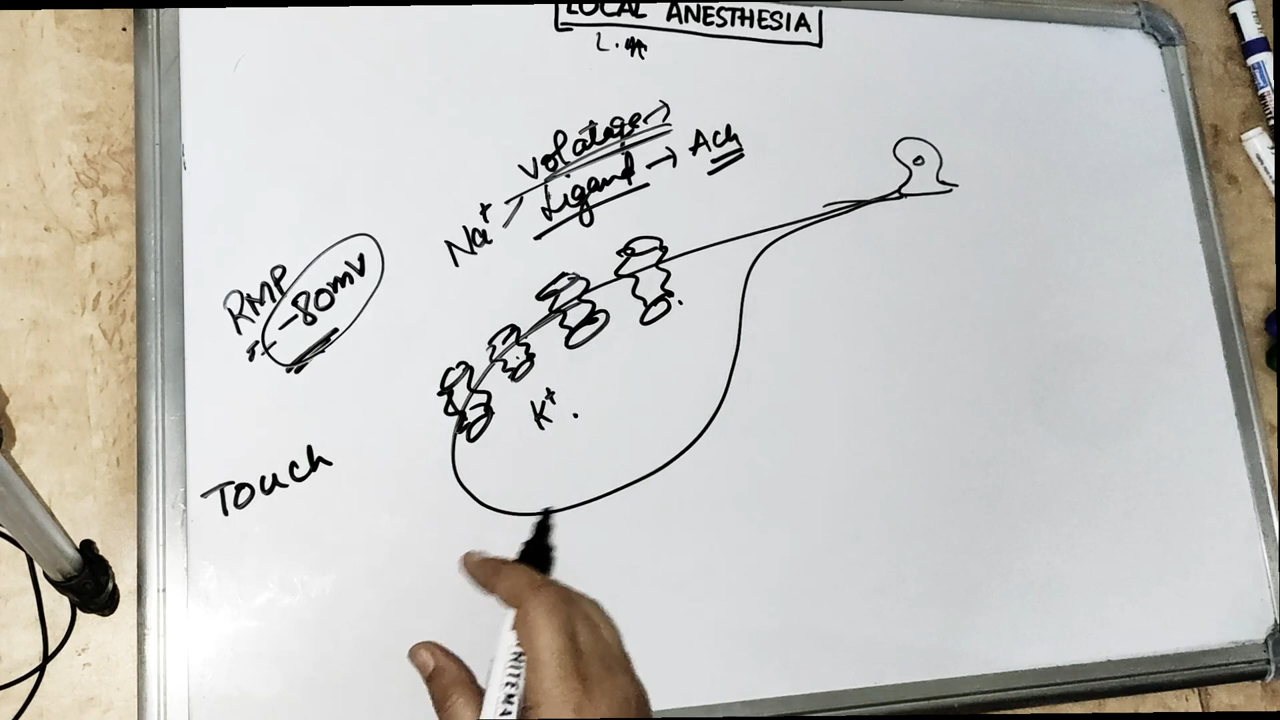 LOCAL ANESTHESIA
L.A
Volatage →
Ligand → Ach
Na+
RMP
-80mv
K+ .
Touch